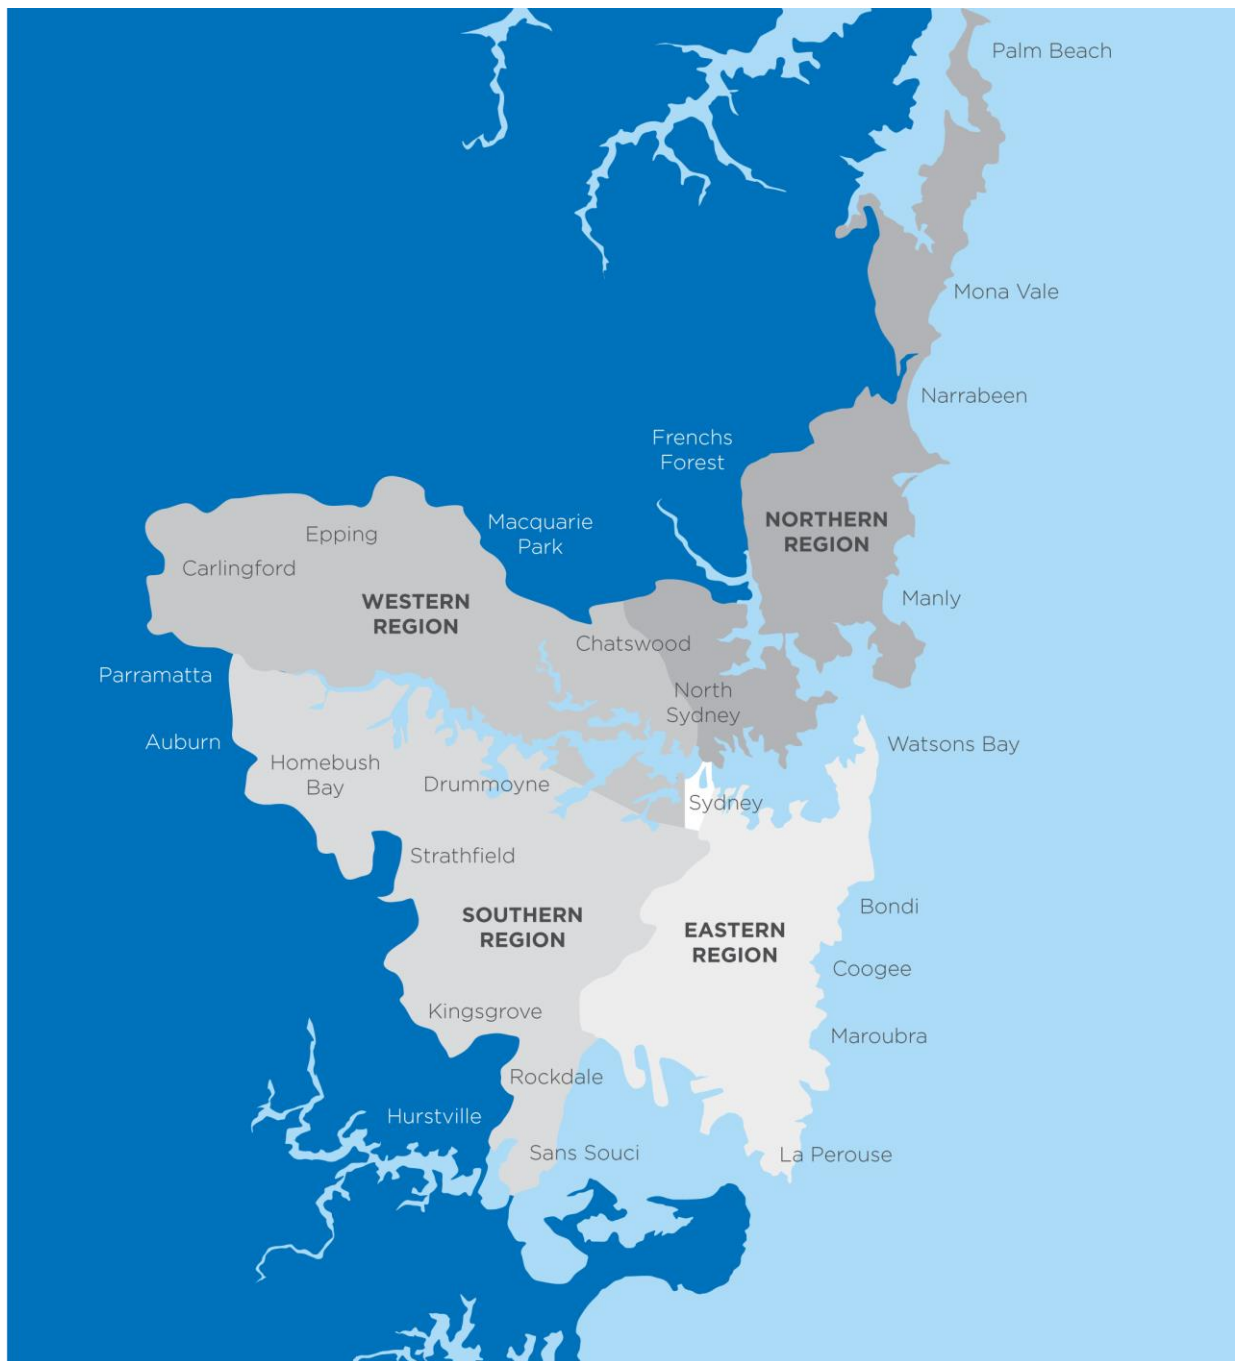 Palm Beach
Mona Vale
Narrabeen
Frenchs
Forest
NORTHERN
REGION
Macquarie
Park
Epping
Carlingford
WESTERN
REGION
Manly
Chatswood
Parramatta
North
Sydney
Auburn
Watsons Bay
Homebush
Bay
Drummoyne
Sydney
Strathfield
Bondi
SOUTHERN
REGION
EASTERN
REGION
Coogee
Kingsgrove
Maroubra
Rockdale
Hurstville
Sans Souci
La Perouse